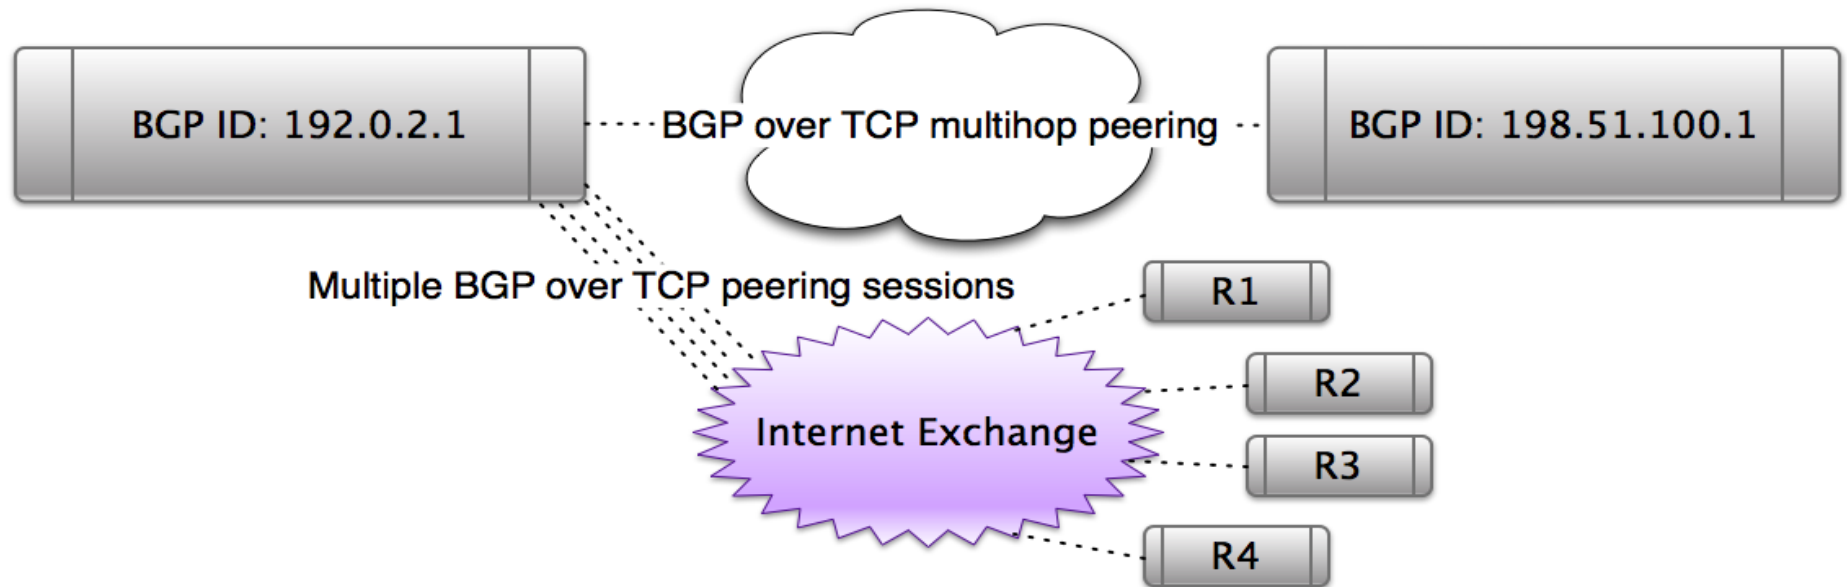 BGP ID: 192.0.2.1
BGP over TCP multihop peering
BGP ID: 198.51.100.1
Multiple BGP over TCP peering sessions
R1
R2
Internet Exchange
R3
R4